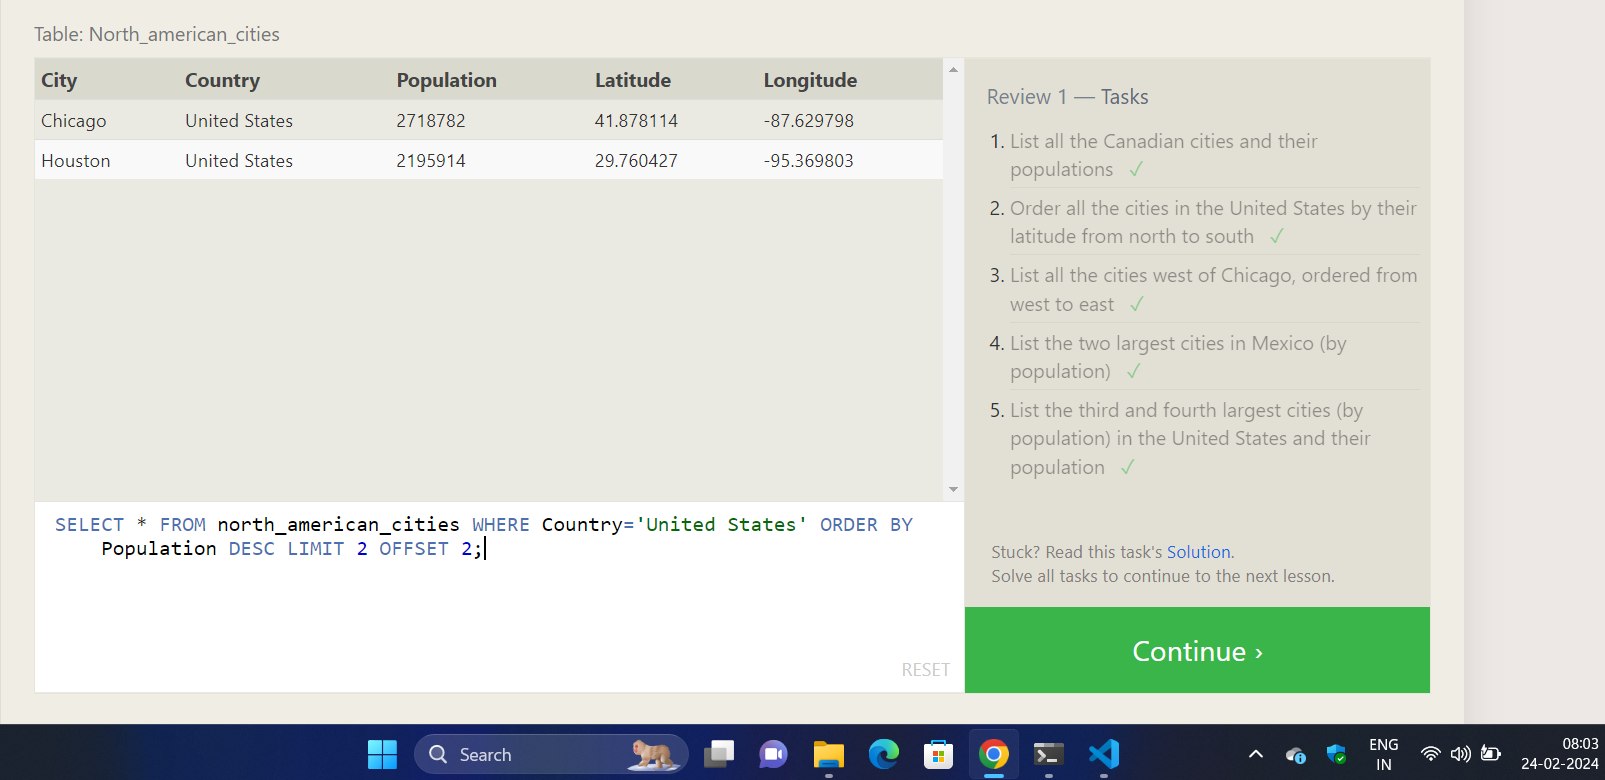 Table: North_american_cities
City Country Population Latitude Longitude
Chicago United States 2718782 41.878114 -87.629798
Houston United States 2195914 29.760427 -95.369803
SELECT * FROM north_american_cities WHERE Country='United States' ORDER BY
Population DESC LIMIT 2 OFFSET 2;
RESET
Review 1 — Tasks
1. List all the Canadian cities and their
populations ✓
2. Order all the cities in the United States by their
latitude from north to south ✓
3. List all the cities west of Chicago, ordered from
west to east ✓
4. List the two largest cities in Mexico (by
population) ✓
5. List the third and fourth largest cities (by
population) in the United States and their
population ✓
Stuck? Read this task's Solution.
Solve all tasks to continue to the next lesson.
Continue ›
Search
ENG
IN
08:03
24-02-2024